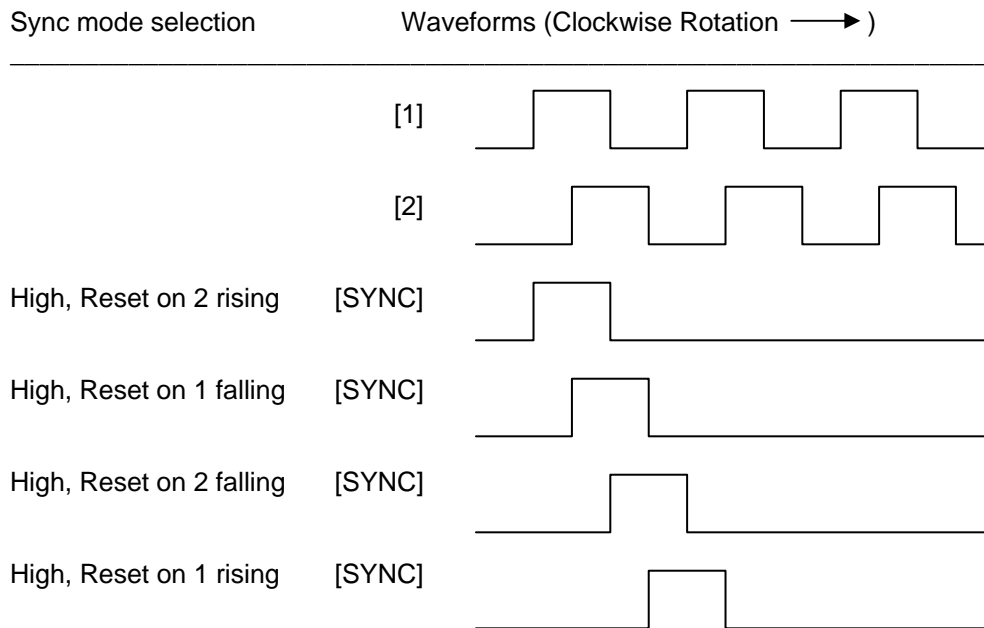 Sync mode selection Waveforms (Clockwise Rotation ⟶ )
[1]
[2]
High, Reset on 2 rising [SYNC]
High, Reset on 1 falling [SYNC]
High, Reset on 2 falling [SYNC]
High, Reset on 1 rising [SYNC]